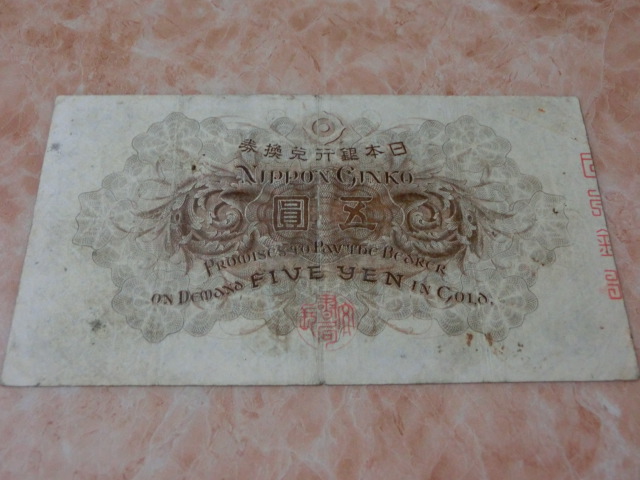 日本銀行兌換券
NIPPON GINKO
五圓
PROMISES TO PAY THE BEARER
ON DEMAND FIVE YEN IN GOLD.